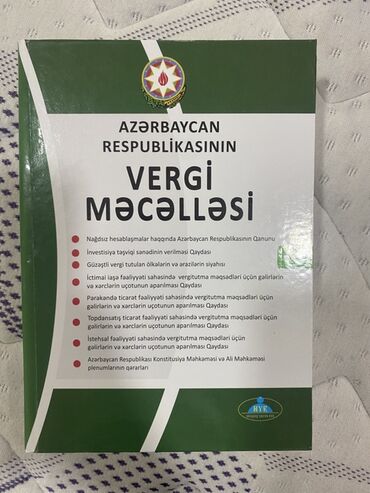 AZƏRBAYCAN
RESPUBLİKASININ
VERGİ
MƏCƏLLƏSİ
Nağdsız hesablaşmalar haqqında Azərbaycan Respublikasının Qanunu
İnvestisiya təşviqi sənədinin verilməsi Qaydası
Güzəştli vergi tutulan ölkələrin və ərazilərin siyahısı
İctimai iaşə fəaliyyəti sahəsində vergitutma məqsədləri üçün gəlirlərin
və xərclərin uçotunun aparılması Qaydası
Pərakəndə ticarət fəaliyyəti sahəsində vergitutma məqsədləri üçün
gəlirlərin və xərclərin uçotunun aparılması Qaydası
Topdansatış ticarət fəaliyyəti sahəsində vergitutma məqsədləri üçün
gəlirlərin və xərclərin uçotunun aparılması Qaydası
İstehsal fəaliyyəti sahəsində vergitutma məqsədləri üçün
gəlirlərin və xərclərin uçotunun aparılması Qaydası
Azərbaycan Respublikası Konstitusiya Məhkəməsi və Ali Məhkəməsi
plenumlarının qərarları
HYE